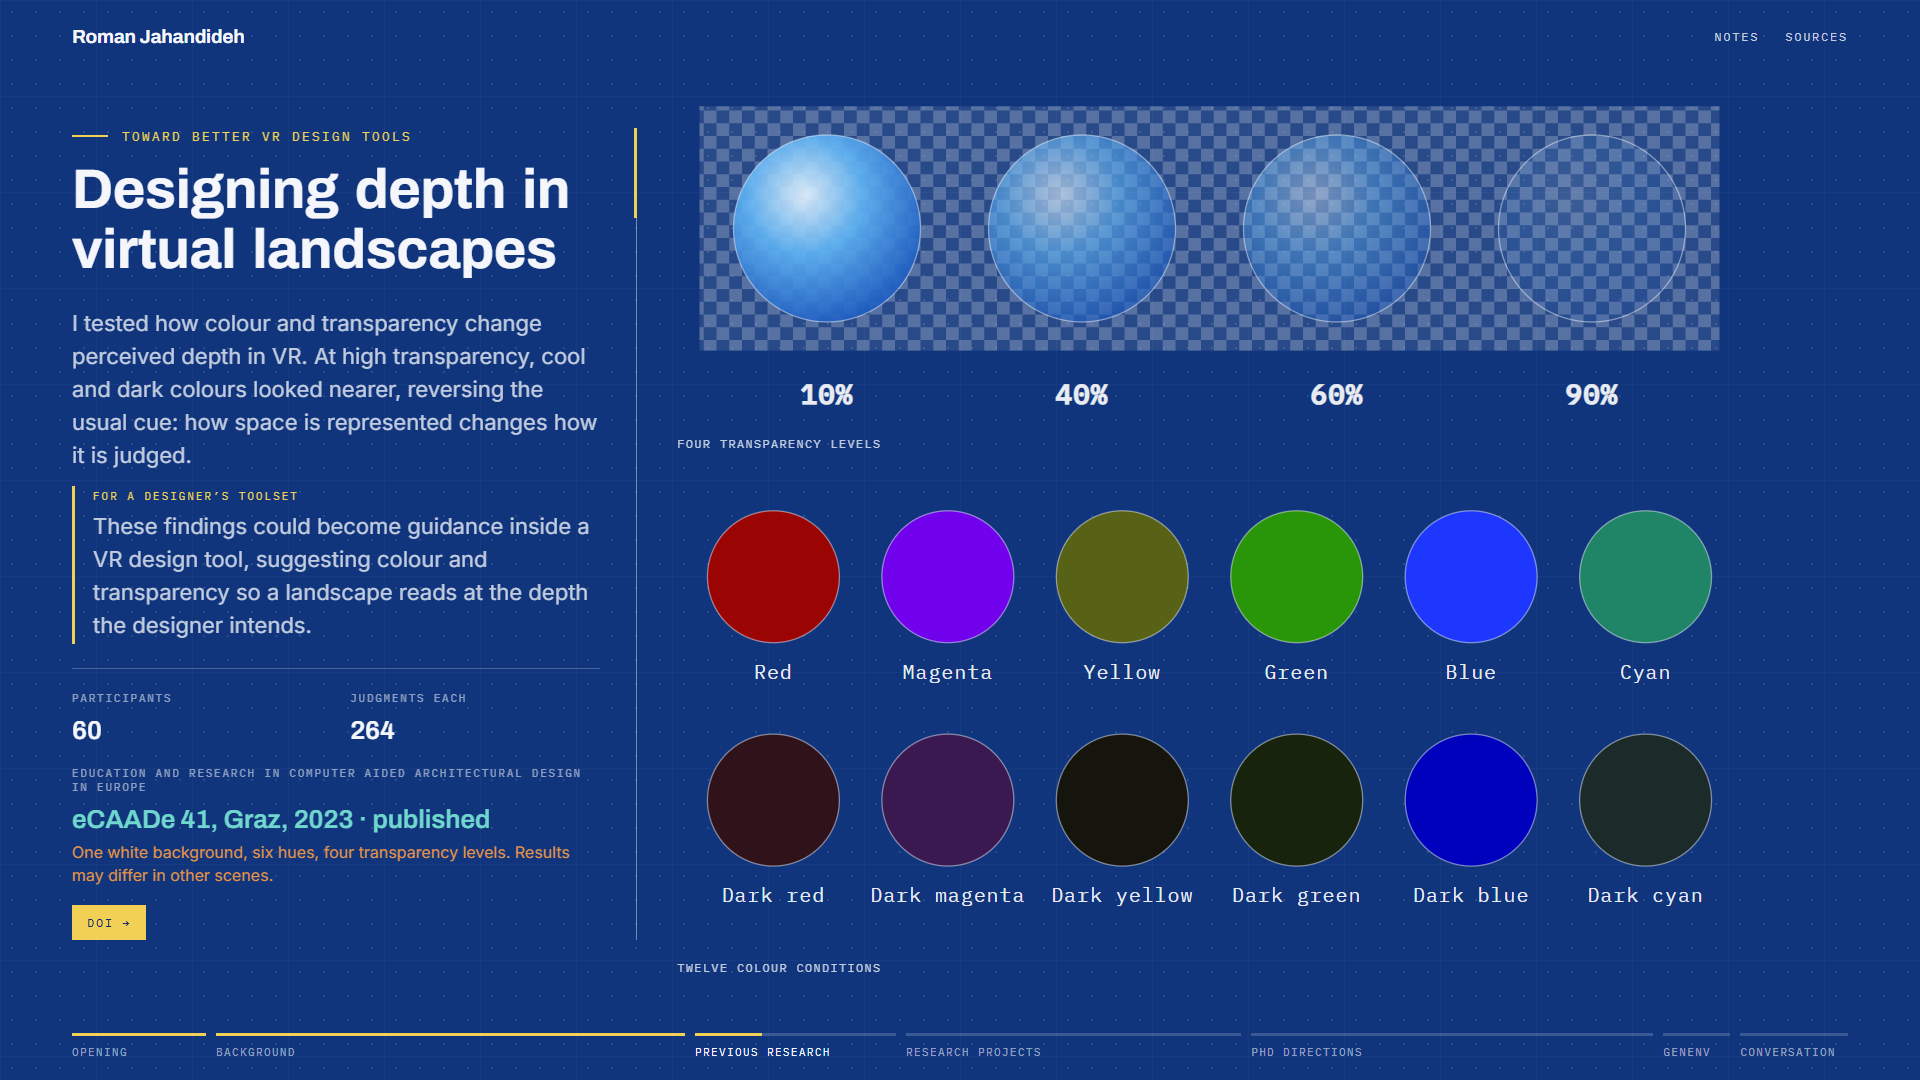 Roman Jahandideh
NOTES SOURCES
TOWARD BETTER VR DESIGN TOOLS
Designing depth in
virtual landscapes
I tested how colour and transparency change
perceived depth in VR. At high transparency, cool
and dark colours looked nearer, reversing the
usual cue: how space is represented changes how
it is judged.
FOR A DESIGNER’S TOOLSET
These findings could become guidance inside a
VR design tool, suggesting colour and
transparency so a landscape reads at the depth
the designer intends.
PARTICIPANTS JUDGMENTS EACH
60 264
EDUCATION AND RESEARCH IN COMPUTER AIDED ARCHITECTURAL DESIGN
IN EUROPE
eCAADe 41, Graz, 2023 · published
One white background, six hues, four transparency levels. Results
may differ in other scenes.
DOI →
10% 40% 60% 90%
FOUR TRANSPARENCY LEVELS
Red Magenta Yellow Green Blue Cyan
Dark red Dark magenta Dark yellow Dark green Dark blue Dark cyan
TWELVE COLOUR CONDITIONS
OPENING BACKGROUND PREVIOUS RESEARCH RESEARCH PROJECTS PHD DIRECTIONS GENENV CONVERSATION